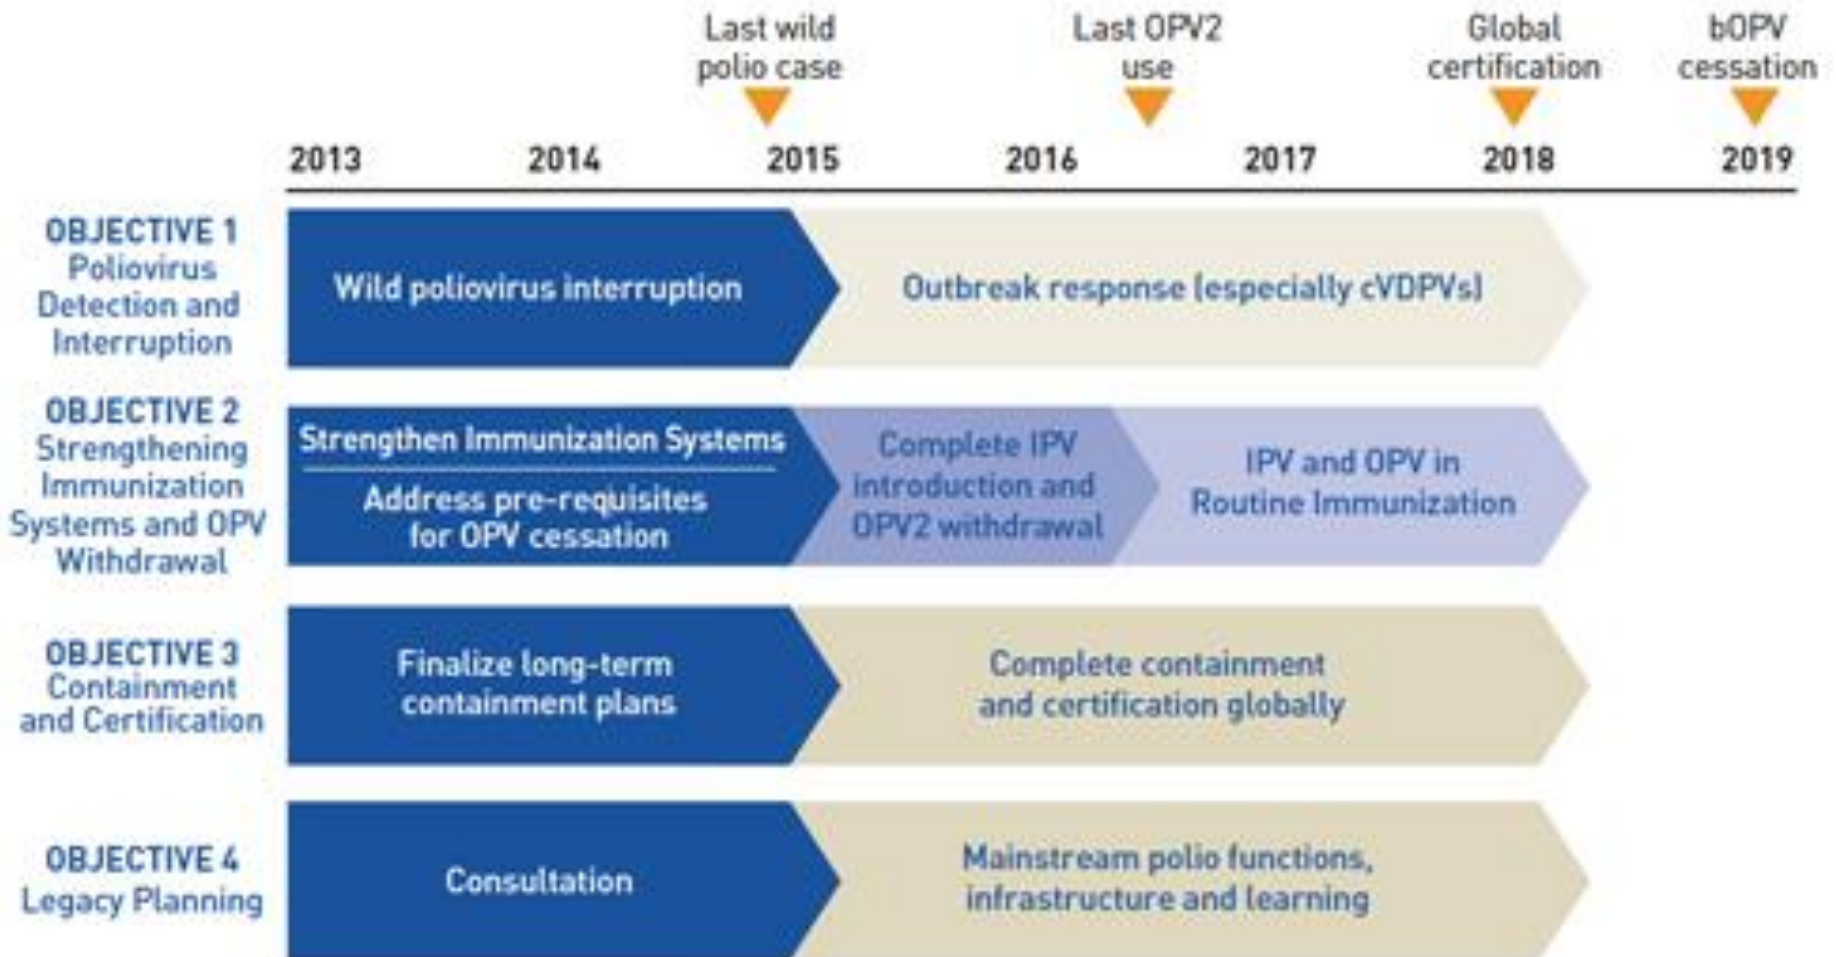 Last wild
polio case
Last OPV2
use
Global
certification
bOPV
cessation
2013 2014 2015 2016 2017 2018 2019
OBJECTIVE 1
Poliovirus
Detection and
Interruption
Wild poliovirus interruption
Outbreak response (especially cVDPVs)
OBJECTIVE 2
Strengthening
Immunization
Systems and OPV
Withdrawal
Strengthen Immunization Systems
Address pre-requisites
for OPV cessation
Complete IPV
introduction and
OPV2 withdrawal
IPV and OPV in
Routine Immunization
OBJECTIVE 3
Containment
and Certification
Finalize long-term
containment plans
Complete containment
and certification globally
OBJECTIVE 4
Legacy Planning
Consultation
Mainstream polio functions,
infrastructure and learning